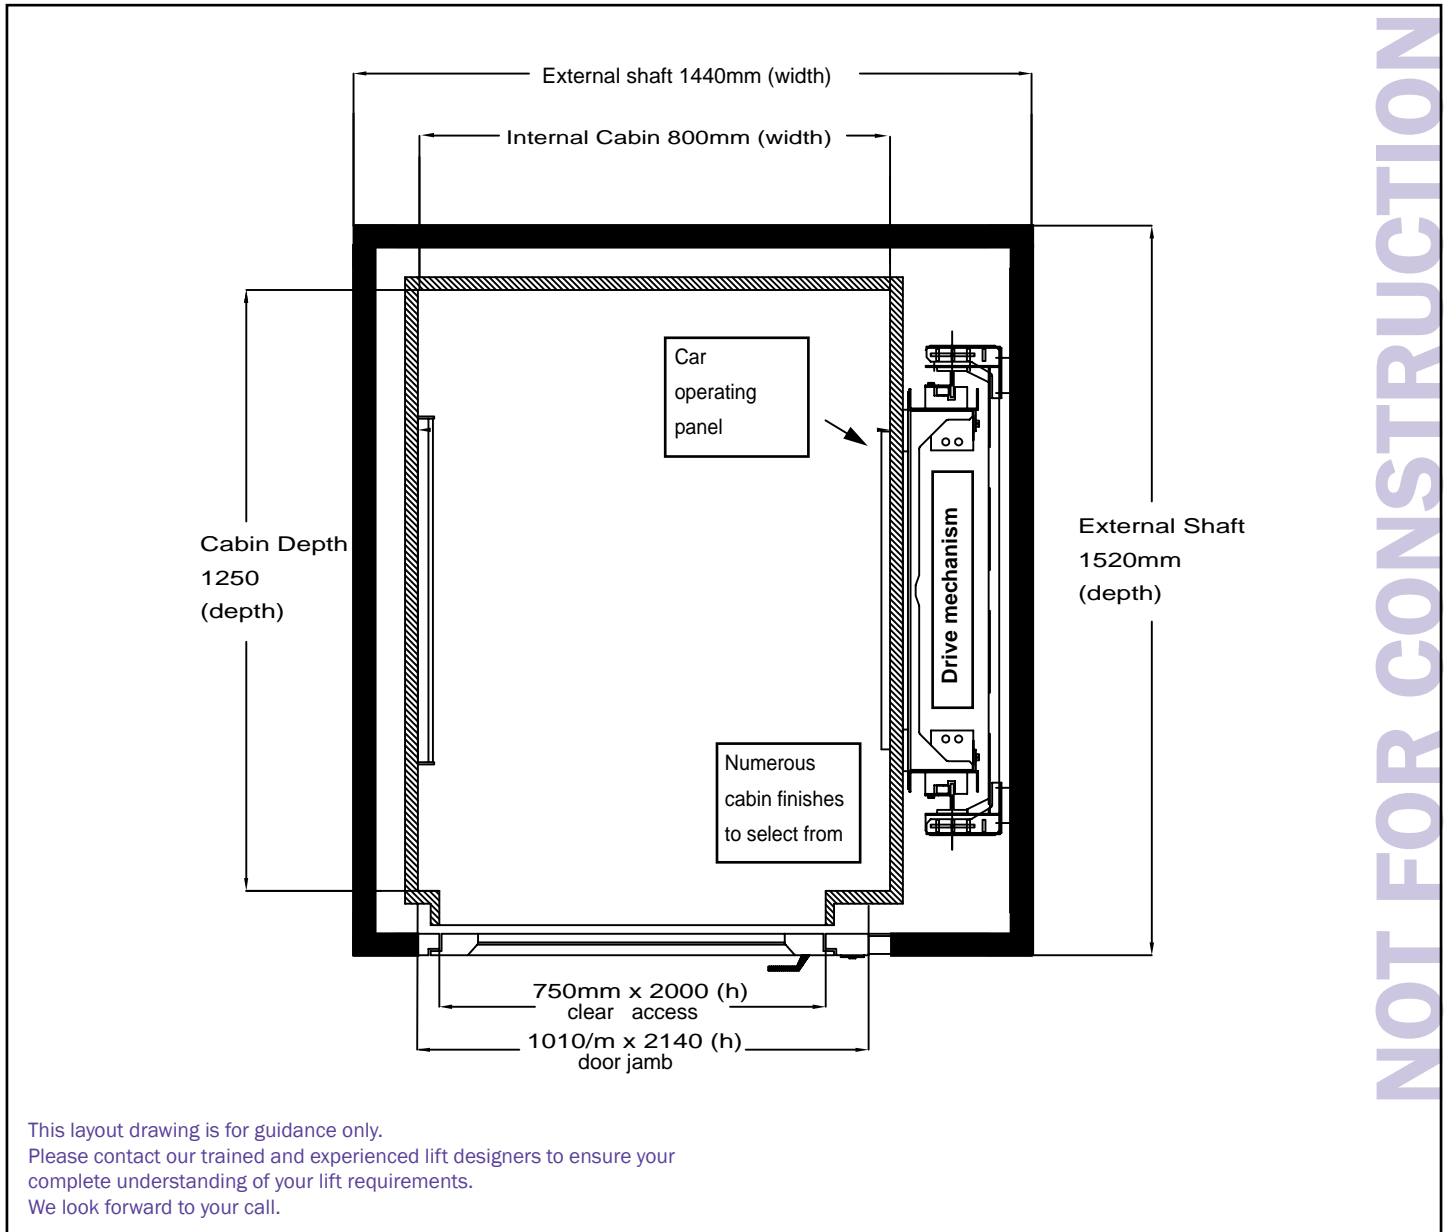 External shaft 1440mm (width)
Internal Cabin 800mm (width)
Car
operating
panel
Cabin Depth
1250
(depth)
Drive mechanism
External Shaft
1520mm
(depth)
Numerous
cabin finishes
to select from
750mm x 2000 (h)
clear access
1010/m x 2140 (h)
door jamb
NOT FOR CONSTRUCTION
This layout drawing is for guidance only.
Please contact our trained and experienced lift designers to ensure your
complete understanding of your lift requirements.
We look forward to your call.